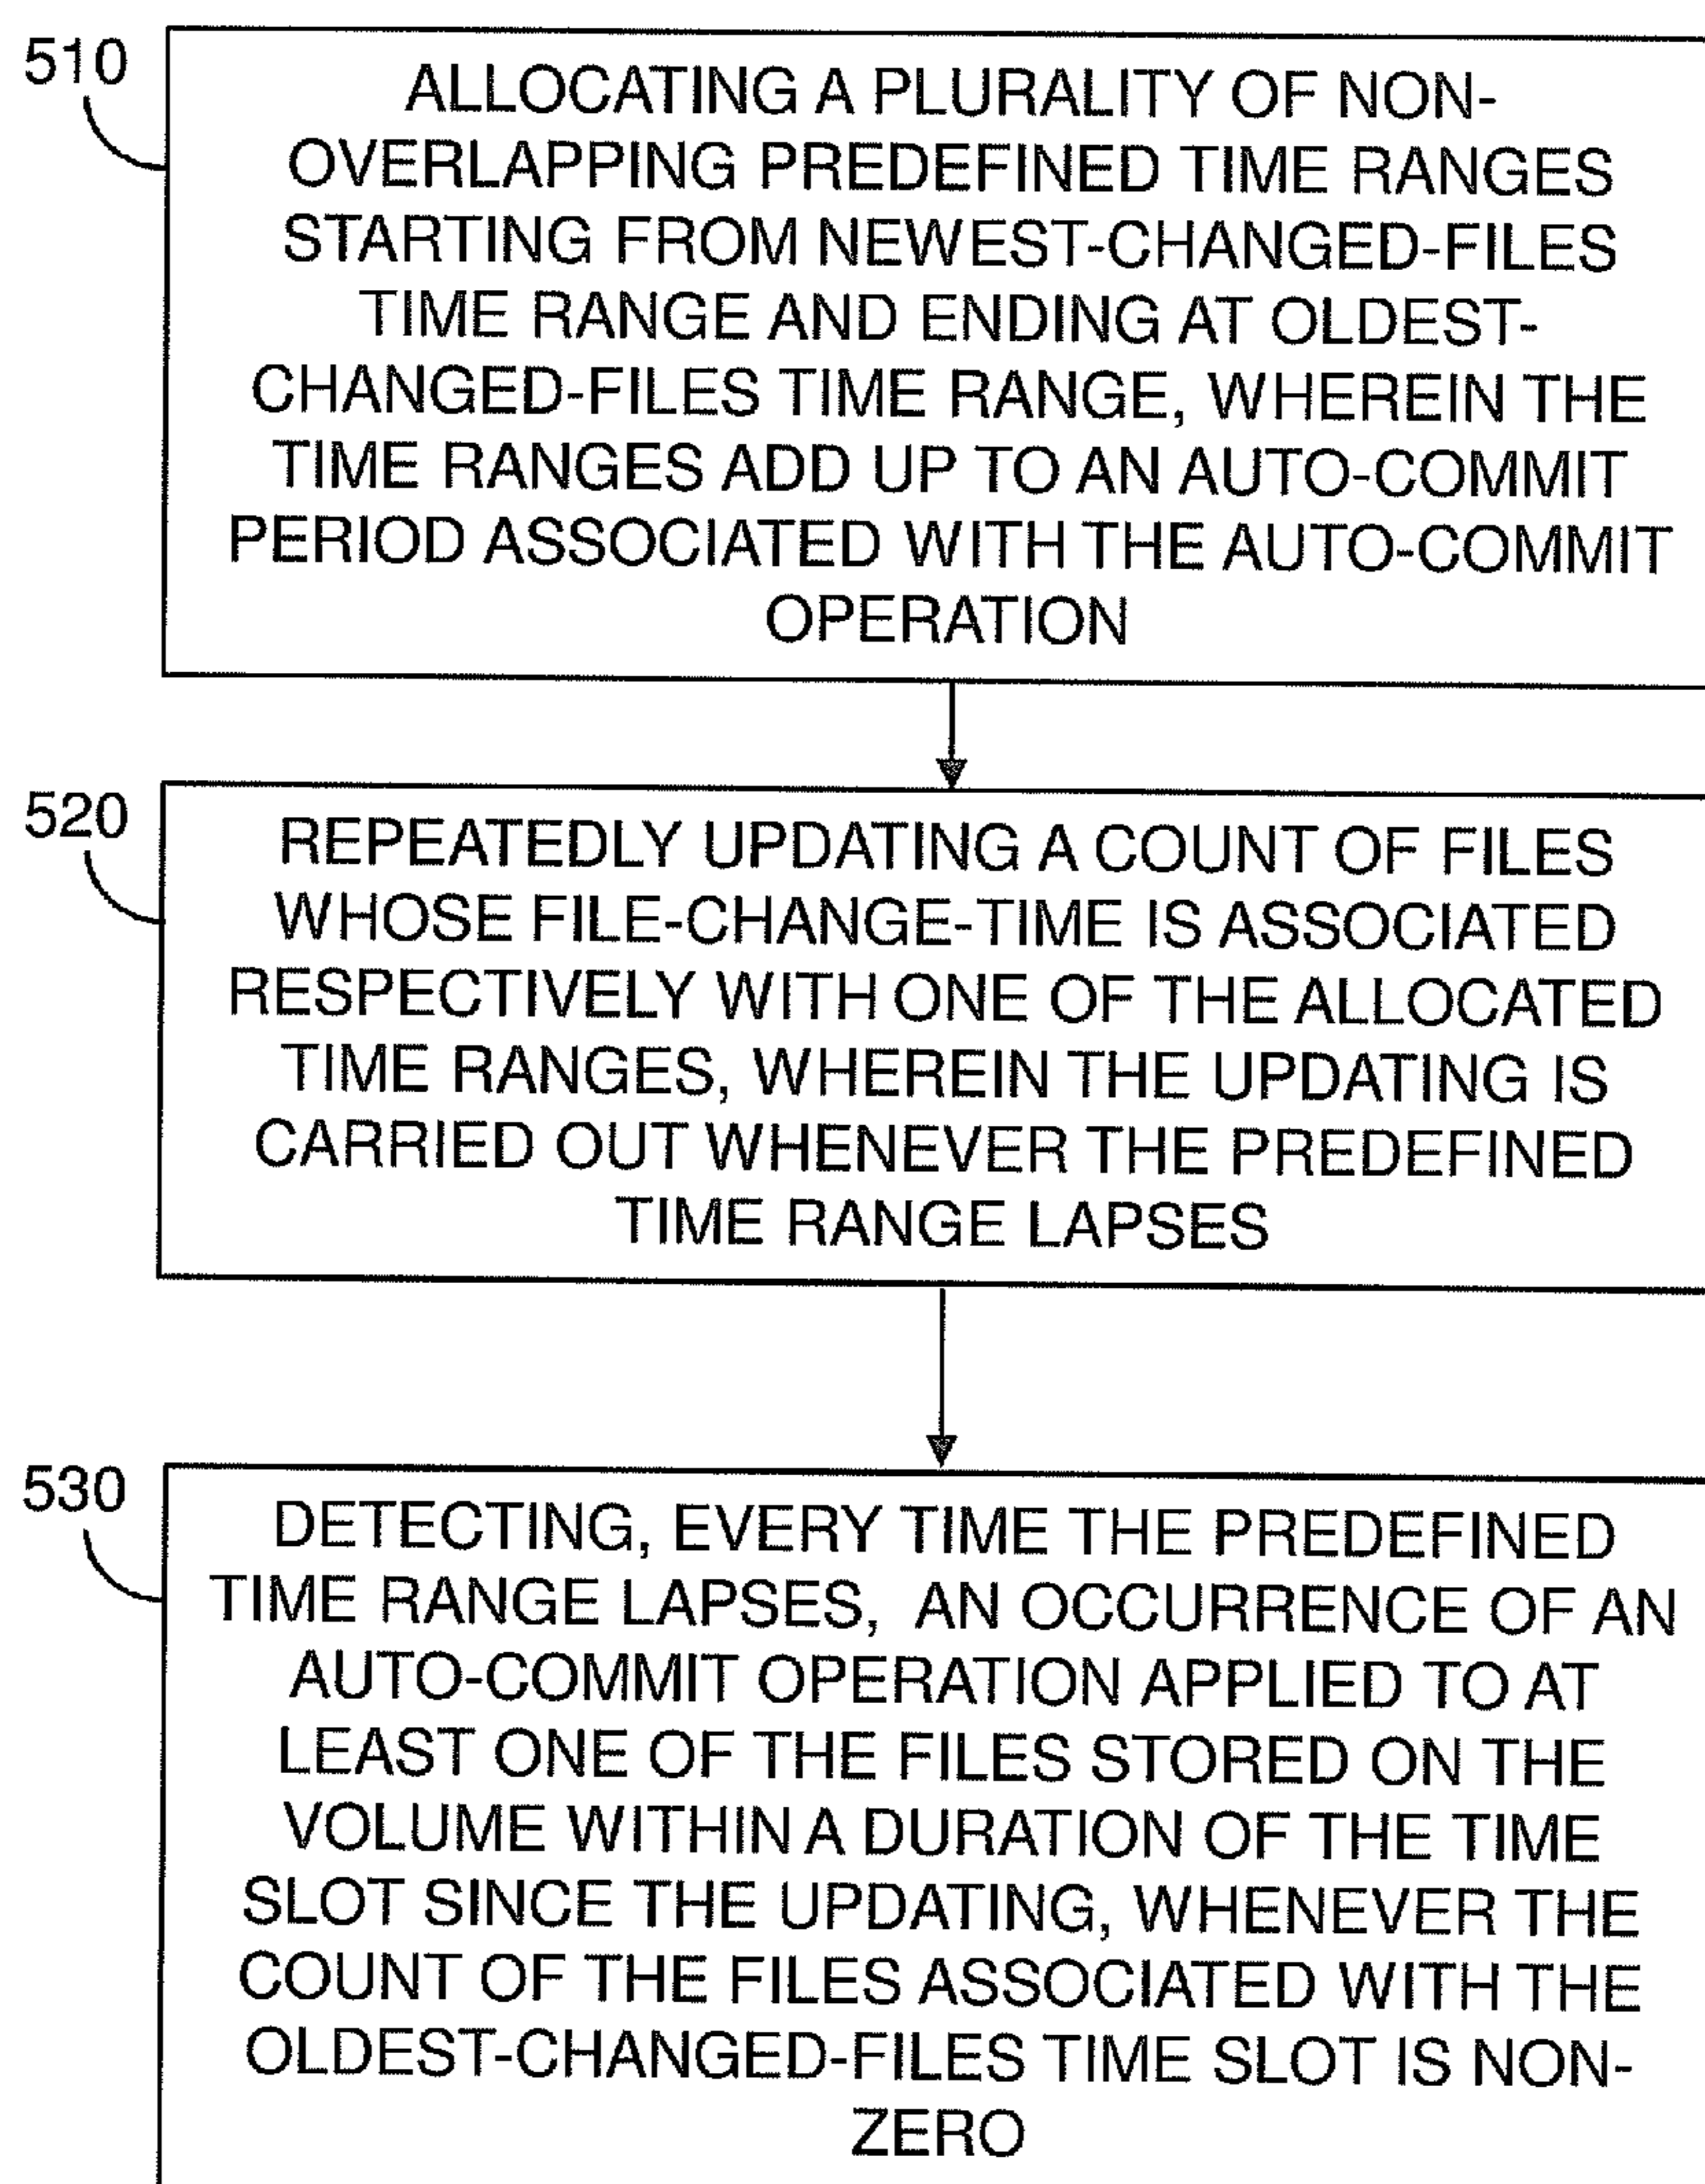 510
ALLOCATING A PLURALITY OF NON-
OVERLAPPING PREDEFINED TIME RANGES
STARTING FROM NEWEST-CHANGED-FILES
TIME RANGE AND ENDING AT OLDEST-
CHANGED-FILES TIME RANGE, WHEREIN THE
TIME RANGES ADD UP TO AN AUTO-COMMIT
PERIOD ASSOCIATED WITH THE AUTO-COMMIT
OPERATION
520
REPEATEDLY UPDATING A COUNT OF FILES
WHOSE FILE-CHANGE-TIME IS ASSOCIATED
RESPECTIVELY WITH ONE OF THE ALLOCATED
TIME RANGES, WHEREIN THE UPDATING IS
CARRIED OUT WHENEVER THE PREDEFINED
TIME RANGE LAPSES
530
DETECTING, EVERY TIME THE PREDEFINED
TIME RANGE LAPSES, AN OCCURRENCE OF AN
AUTO-COMMIT OPERATION APPLIED TO AT
LEAST ONE OF THE FILES STORED ON THE
VOLUME WITHIN A DURATION OF THE TIME
SLOT SINCE THE UPDATING, WHENEVER THE
COUNT OF THE FILES ASSOCIATED WITH THE
OLDEST-CHANGED-FILES TIME SLOT IS NON-
ZERO